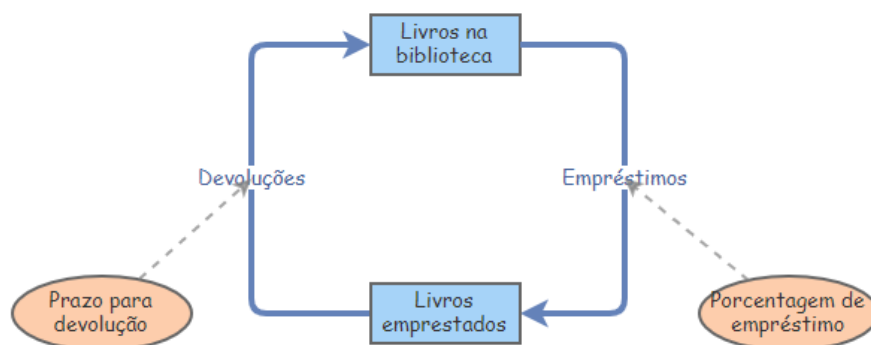 Livros na
biblioteca
Devoluções
Empréstimos
Prazo para
devolução
Livros
emprestados
Porcentagem de
empréstimo